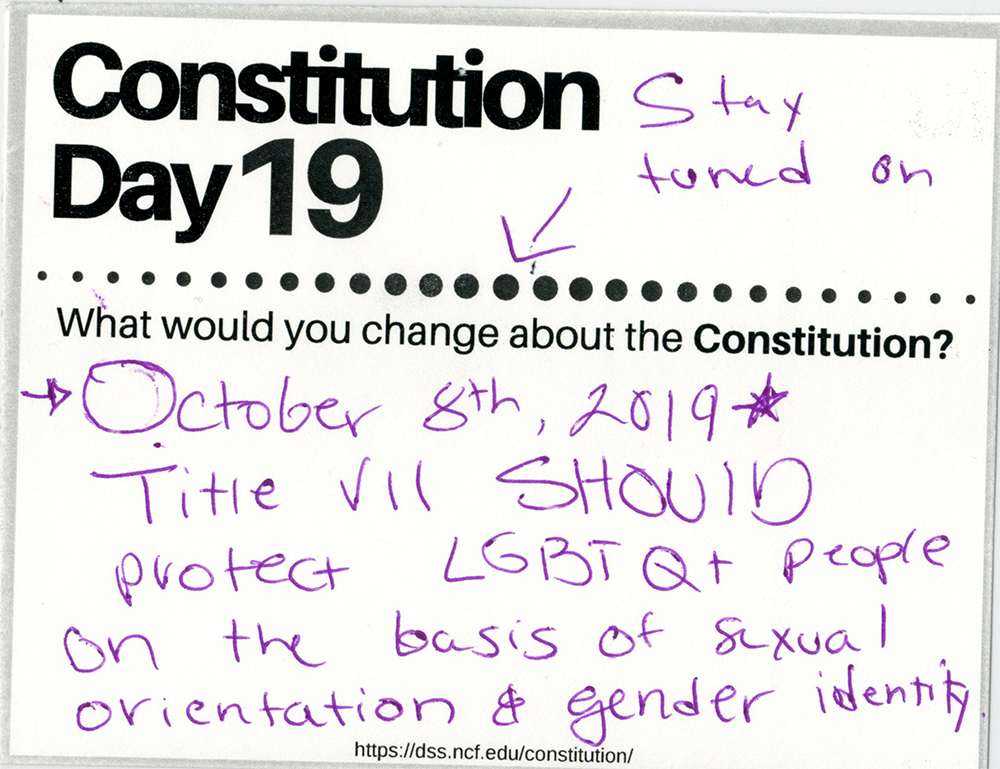 Constitution
Day 19
Stay
tuned on
What would you change about the Constitution?
October 8th, 2019
Title VII SHOULD
protect LGBTQ+ people
on the basis of sexual
orientation & gender identity.
https://dss.ncf.edu/constitution/